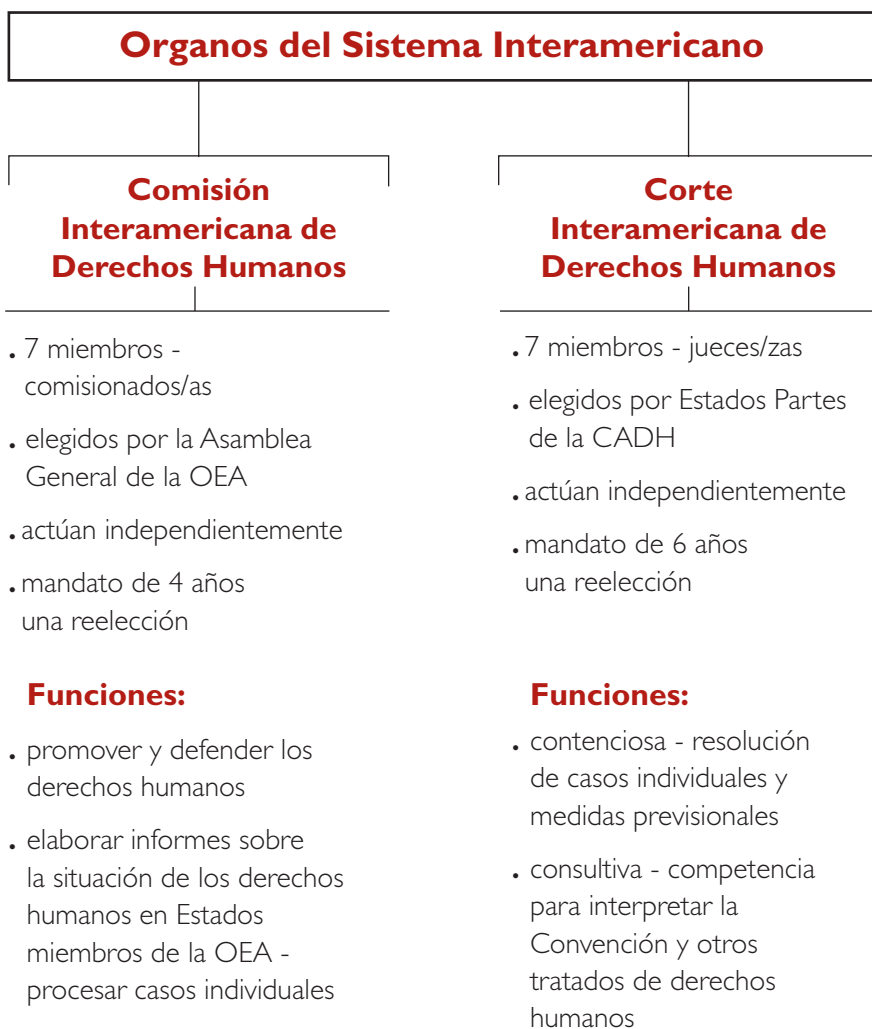 Organos del Sistema Interamericano
Comisión
Interamericana de
Derechos Humanos
. 7 miembros -
comisionados/as
. elegidos por la Asamblea
General de la OEA
. actúan independientemente
. mandato de 4 años
una reelección
Funciones:
. promover y defender los
derechos humanos
. elaborar informes sobre
la situación de los derechos
humanos en Estados
miembros de la OEA -
procesar casos individuales
Corte
Interamericana de
Derechos Humanos
. 7 miembros - jueces/zas
. elegidos por Estados Partes
de la CADH
. actúan independientemente
. mandato de 6 años
una reelección
Funciones:
. contenciosa - resolución
de casos individuales y
medidas previsionales
. consultiva - competencia
para interpretar la
Convención y otros
tratados de derechos
humanos